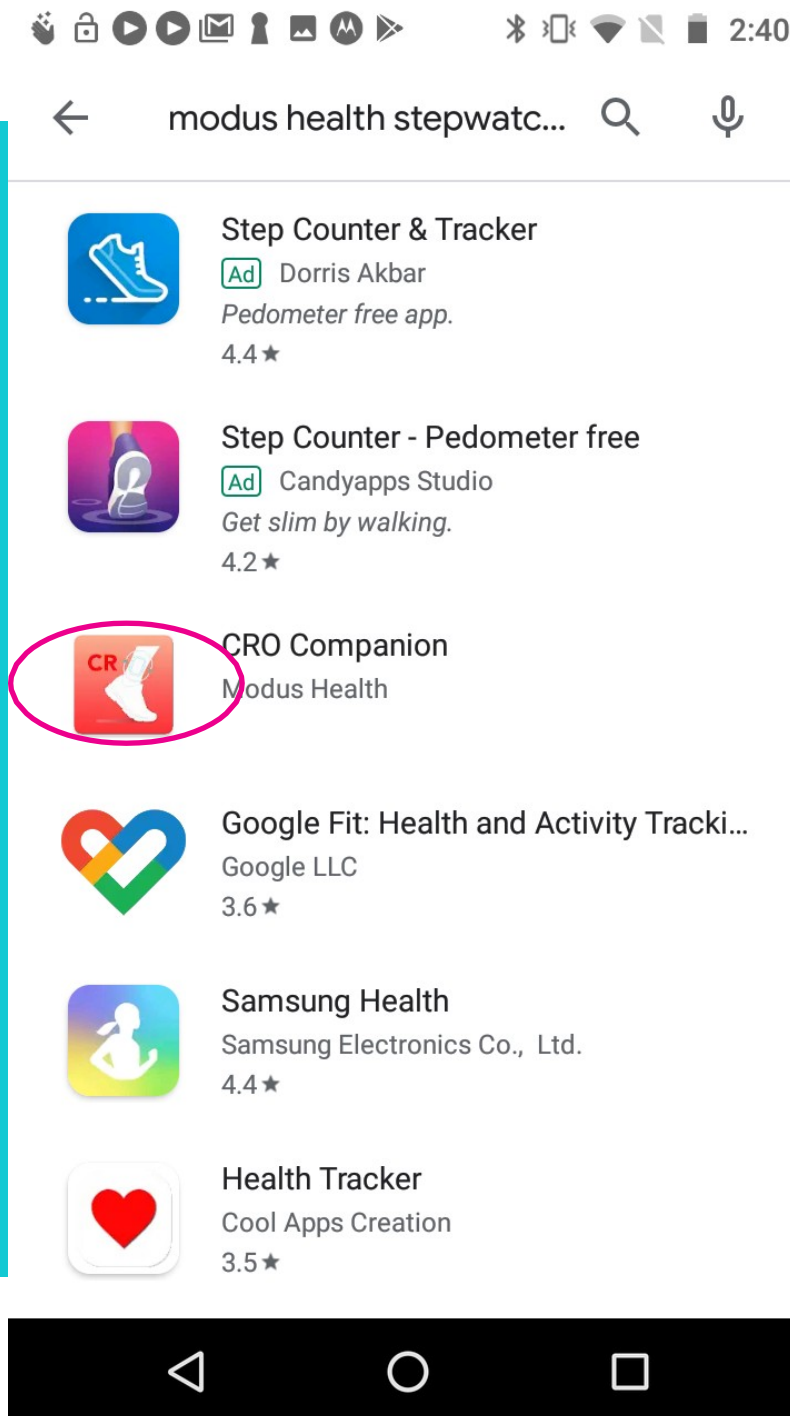 2:40
modus health stepwatc...
Step Counter & Tracker
Ad Dorris Akbar
Pedometer free app.
4.4★
Step Counter - Pedometer free
Ad Candyapps Studio
Get slim by walking.
4.2★
CR
CRO Companion
Modus Health
Google Fit: Health and Activity Tracki...
Google LLC
3.6★
Samsung Health
Samsung Electronics Co., Ltd.
4.4★
Health Tracker
Cool Apps Creation
3.5★